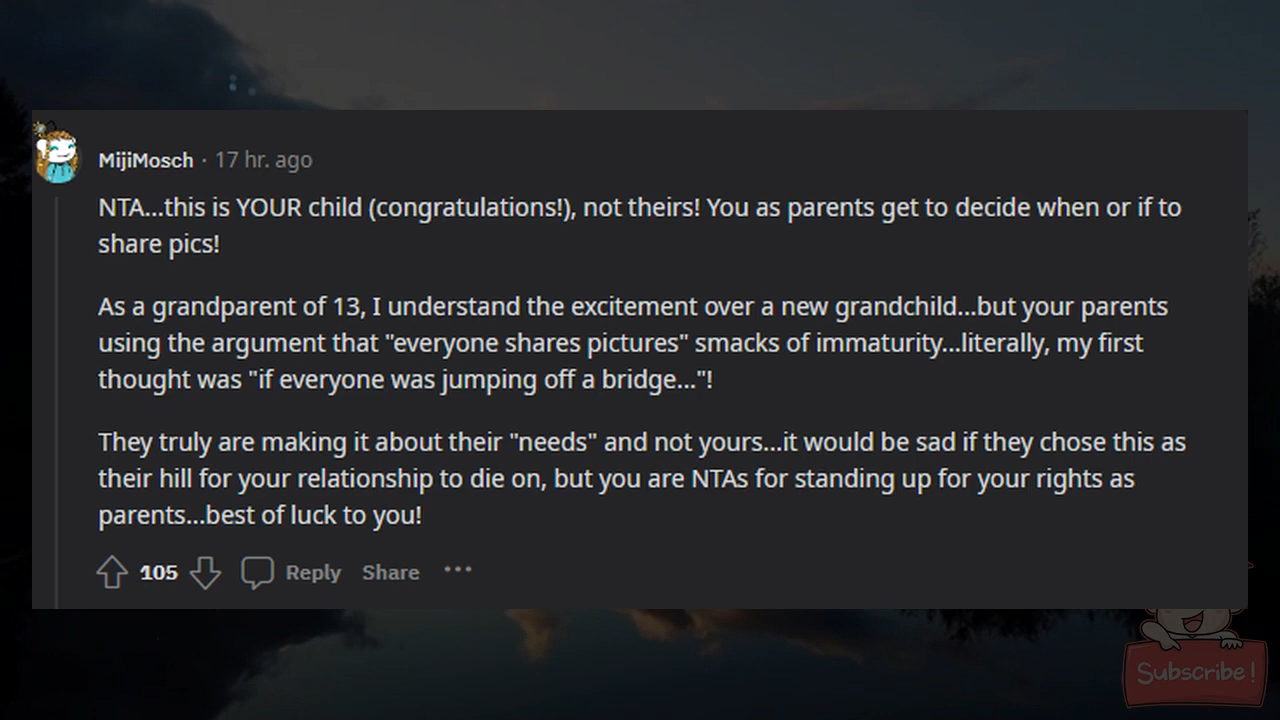 MijiMosch · 17 hr. ago
NTA...this is YOUR child (congratulations!), not theirs! You as parents get to decide when or if to
share pics!
As a grandparent of 13, I understand the excitement over a new grandchild...but your parents
using the argument that "everyone shares pictures" smacks of immaturity...literally, my first
thought was "if everyone was jumping off a bridge..."!
They truly are making it about their "needs" and not yours...it would be sad if they chose this as
their hill for your relationship to die on, but you are NTAs for standing up for your rights as
parents...best of luck to you!
105 Reply Share ...
Subscribe!